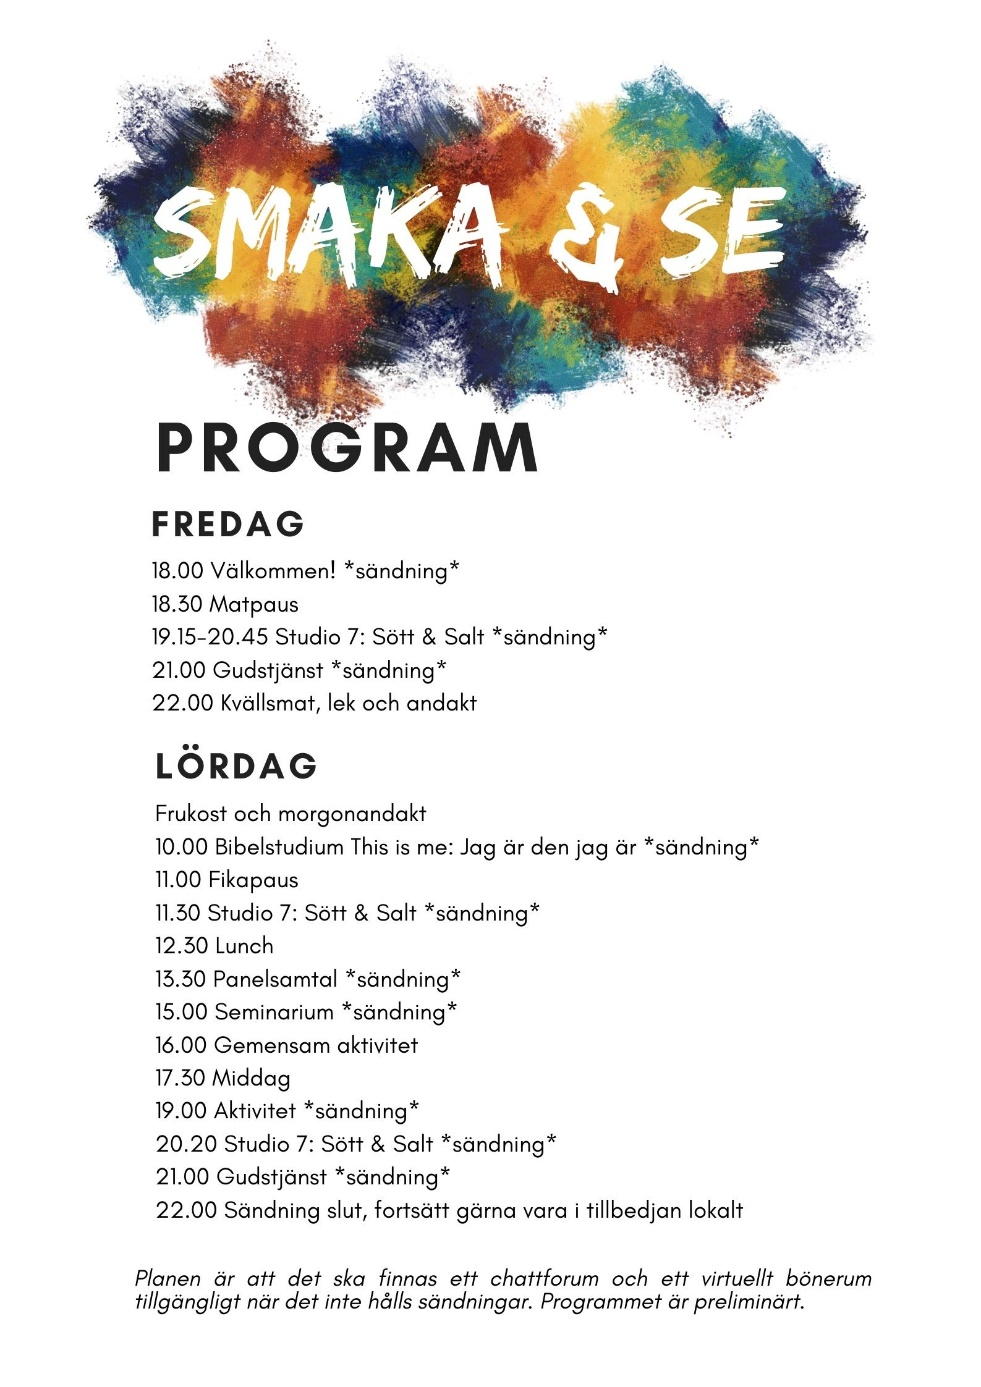 SMAKA & SE
PROGRAM
FREDAG
18.00 Välkommen! *sändning*
18.30 Matpaus
19.15-20.45 Studio 7: Sött & Salt *sändning*
21.00 Gudstjänst *sändning*
22.00 Kvällsmat, lek och andakt
LÖRDAG
Frukost och morgonandakt
10.00 Bibelstudium This is me: Jag är den jag är *sändning*
11.00 Fikapaus
11.30 Studio 7: Sött & Salt *sändning*
12.30 Lunch
13.30 Panelsamtal *sändning*
15.00 Seminarium *sändning*
16.00 Gemensam aktivitet
17.30 Middag
19.00 Aktivitet *sändning*
20.20 Studio 7: Sött & Salt *sändning*
21.00 Gudstjänst *sändning*
22.00 Sändning slut, fortsätt gärna vara i tillbedjan lokalt
Planen är att det ska finnas ett chattforum och ett virtuellt bönerum
tillgängligt när det inte hålls sändningar. Programmet är preliminärt.